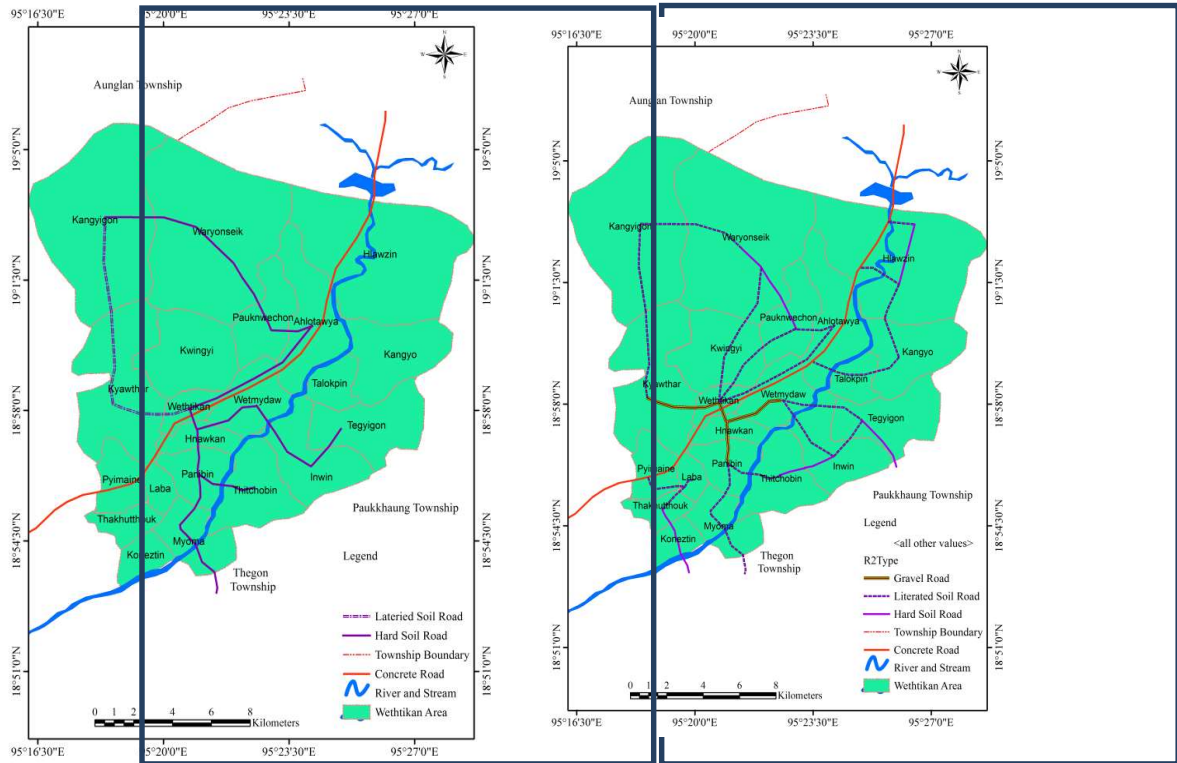 95°16'30"E 95°20'0"E 95°23'30"E 95°27'0"E
Aunglan Township
19°5'0"N
19°5'0"N
Kangyigon
Waryonseik
Hlawzin
19°1'30"N
19°1'30"N
Pauknwechon
Ahlotawya
Kwingyi
Kangyo
Talokpin
Kyawthar
Wethtikan
Wetmydaw
18°58'0"N
18°58'0"N
Tegyigon
Hnawkan
Panibin
Inwin
Pyimaine
Laba
Thitchobin
Paukkhaung Township
Thakhutthouk
Myoma
18°54'30"N
18°54'30"N
Koneztin
Legend
Thegon
Township
Lateried Soil Road
Hard Soil Road
Township Boundary
Concrete Road
River and Stream
Wethtikan Area
18°51'0"N
18°51'0"N
0 1 2 4 6 8
Kilometers
95°16'30"E 95°20'0"E 95°23'30"E 95°27'0"E
95°16'30"E 95°20'0"E 95°23'30"E 95°27'0"E
Aunglan Township
19°5'0"N
19°5'0"N
Kangyigon
Waryonseik
Hlawzin
19°1'30"N
19°1'30"N
Pauknwechon
Ahlotawya
Kwingyi
Kangyo
Talokpin
Kyawthar
Wethtikan
Wetmydaw
18°58'0"N
18°58'0"N
Tegyigon
Hnawkan
Panibin
Inwin
Pyimaine
Laba
Thitchobin
Paukkhaung Township
Thakhutthouk
Myoma
18°54'30"N
18°54'30"N
Koneztin
Thegon
Township
Legend
<all other values>
R2Type
Gravel Road
Literated Soil Road
Hard Soil Road
Township Boundary
Concrete Road
River and Stream
Wethtikan Area
18°51'0"N
18°51'0"N
0 1 2 4 6 8
Kilometers
95°16'30"E 95°20'0"E 95°23'30"E 95°27'0"E